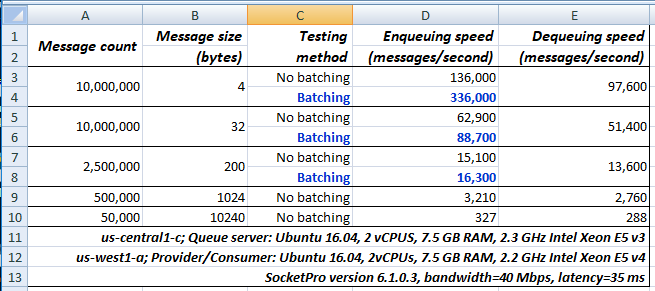 A B C D E
1 Message count Message size Testing Enqueuing speed Dequeuing speed
2 (bytes) method (messages/second) (messages/second)
3 10,000,000 4 No batching 136,000 97,600
4 Batching 336,000
5 10,000,000 32 No batching 62,900 51,400
6 Batching 88,700
7 2,500,000 200 No batching 15,100 13,600
8 Batching 16,300
9 500,000 1024 No batching 3,210 2,760
10 50,000 10240 No batching 327 288
11 us-central1-c; Queue server: Ubuntu 16.04, 2 vCPUS, 7.5 GB RAM, 2.3 GHz Intel Xeon E5 v3
12 us-west1-a; Provider/Consumer: Ubuntu 16.04, 2vCPUs, 7.5 GB RAM, 2.2 GHz Intel Xeon E5 v4
13 SocketPro version 6.1.0.3, bandwidth=40 Mbps, latency=35 ms